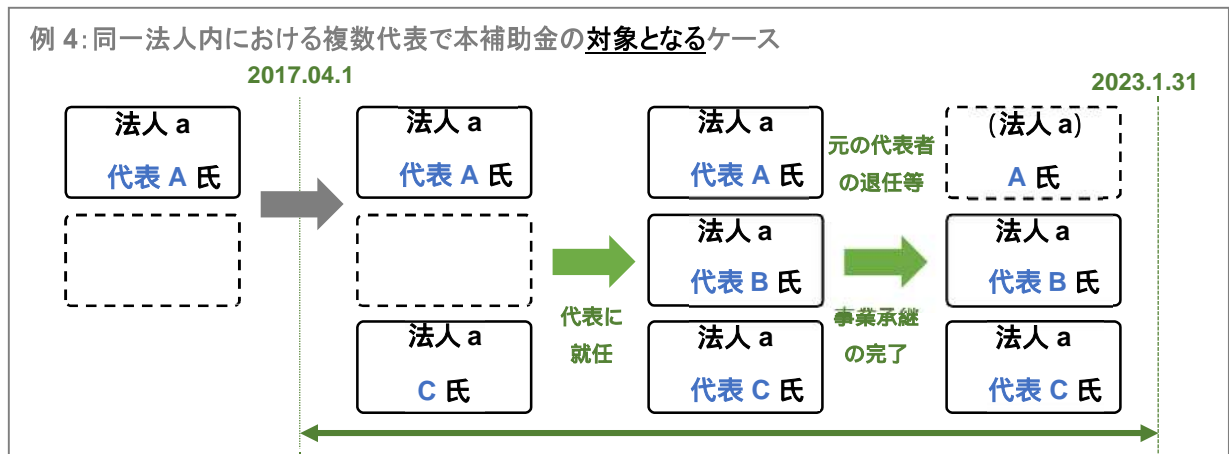 例 4：同一法人内における複数代表で本補助金の対象となるケース
2017.04.1
2023.1.31
法人 a
代表 A 氏
法人 a
代表 A 氏
法人 a
代表 A 氏
元の代表者
の退任等
(法人 a)
A 氏
法人 a
代表 B 氏
法人 a
代表 B 氏
代表に
就任
事業承継
の完了
法人 a
C 氏
法人 a
代表 C 氏
法人 a
代表 C 氏